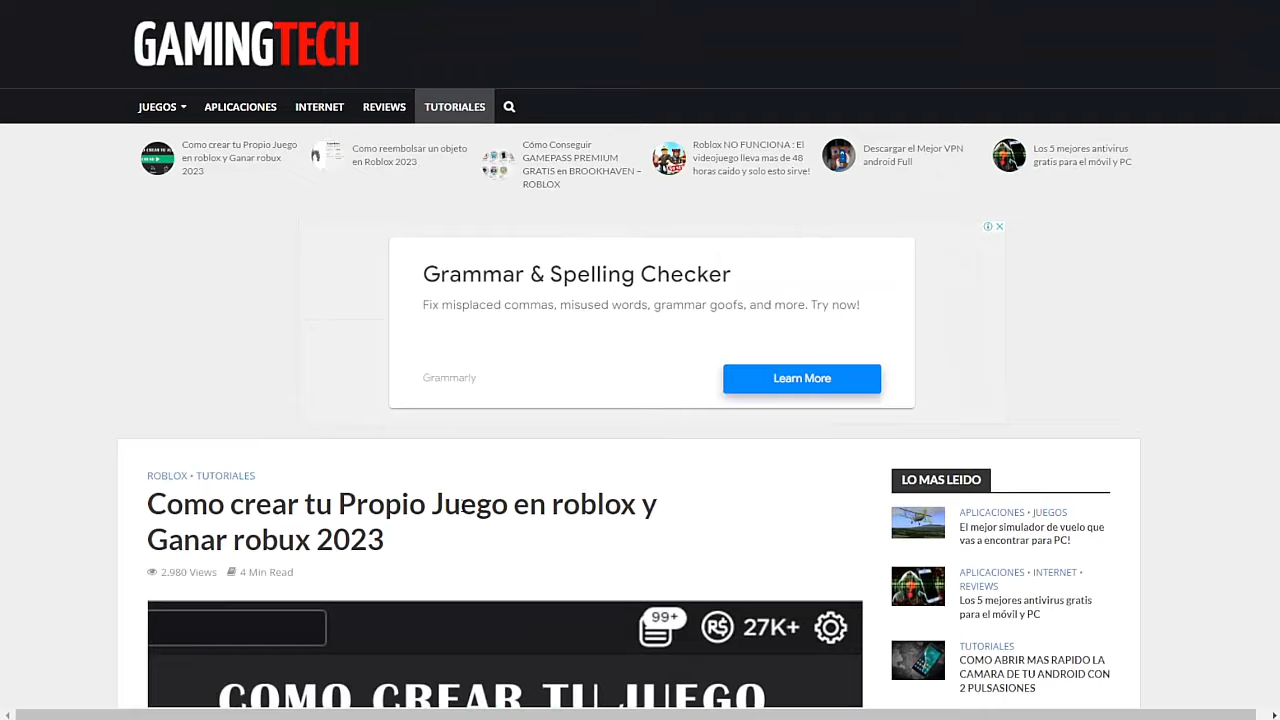 GAMINGTECH
JUEGOS APLICACIONES INTERNET REVIEWS TUTORIALES
Como crear tu Propio Juego
en roblox y Ganar robux
2023
Como reembolsar un objeto
en Roblox 2023
Cómo Conseguir
GAMEPASS PREMIUM
GRATIS en BROOKHAVEN –
ROBLOX
Roblox NO FUNCIONA : El
videojuego lleva mas de 48
horas caido y solo esto sirve!
Descargar el Mejor VPN
android Full
Los 5 mejores antivirus
gratis para el móvil y PC
Grammar & Spelling Checker
Fix misplaced commas, misused words, grammar goofs, and more. Try now!
Grammarly
Learn More
ROBLOX • TUTORIALES
Como crear tu Propio Juego en roblox y
Ganar robux 2023
2.980 Views 4 Min Read
99+
27K+
COMO CREAR TU JUEGO
LO MAS LEIDO
APLICACIONES • JUEGOS
El mejor simulador de vuelo que
vas a encontrar para PC!
APLICACIONES • INTERNET •
REVIEWS
Los 5 mejores antivirus gratis
para el móvil y PC
TUTORIALES
COMO ABRIR MAS RAPIDO LA
CAMARA DE TU ANDROID CON
2 PULSASIONES